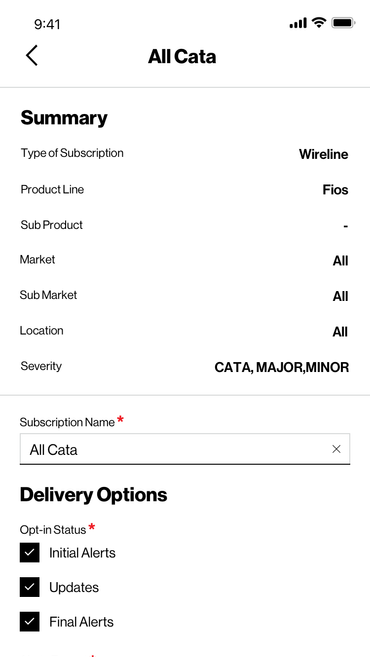 9:41
All Cata
Summary
Type of Subscription Wireline
Product Line Fios
Sub Product -
Market All
Sub Market All
Location All
Severity CATA, MAJOR,MINOR
Subscription Name *
All Cata
Delivery Options
Opt-in Status *
Initial Alerts
Updates
Final Alerts